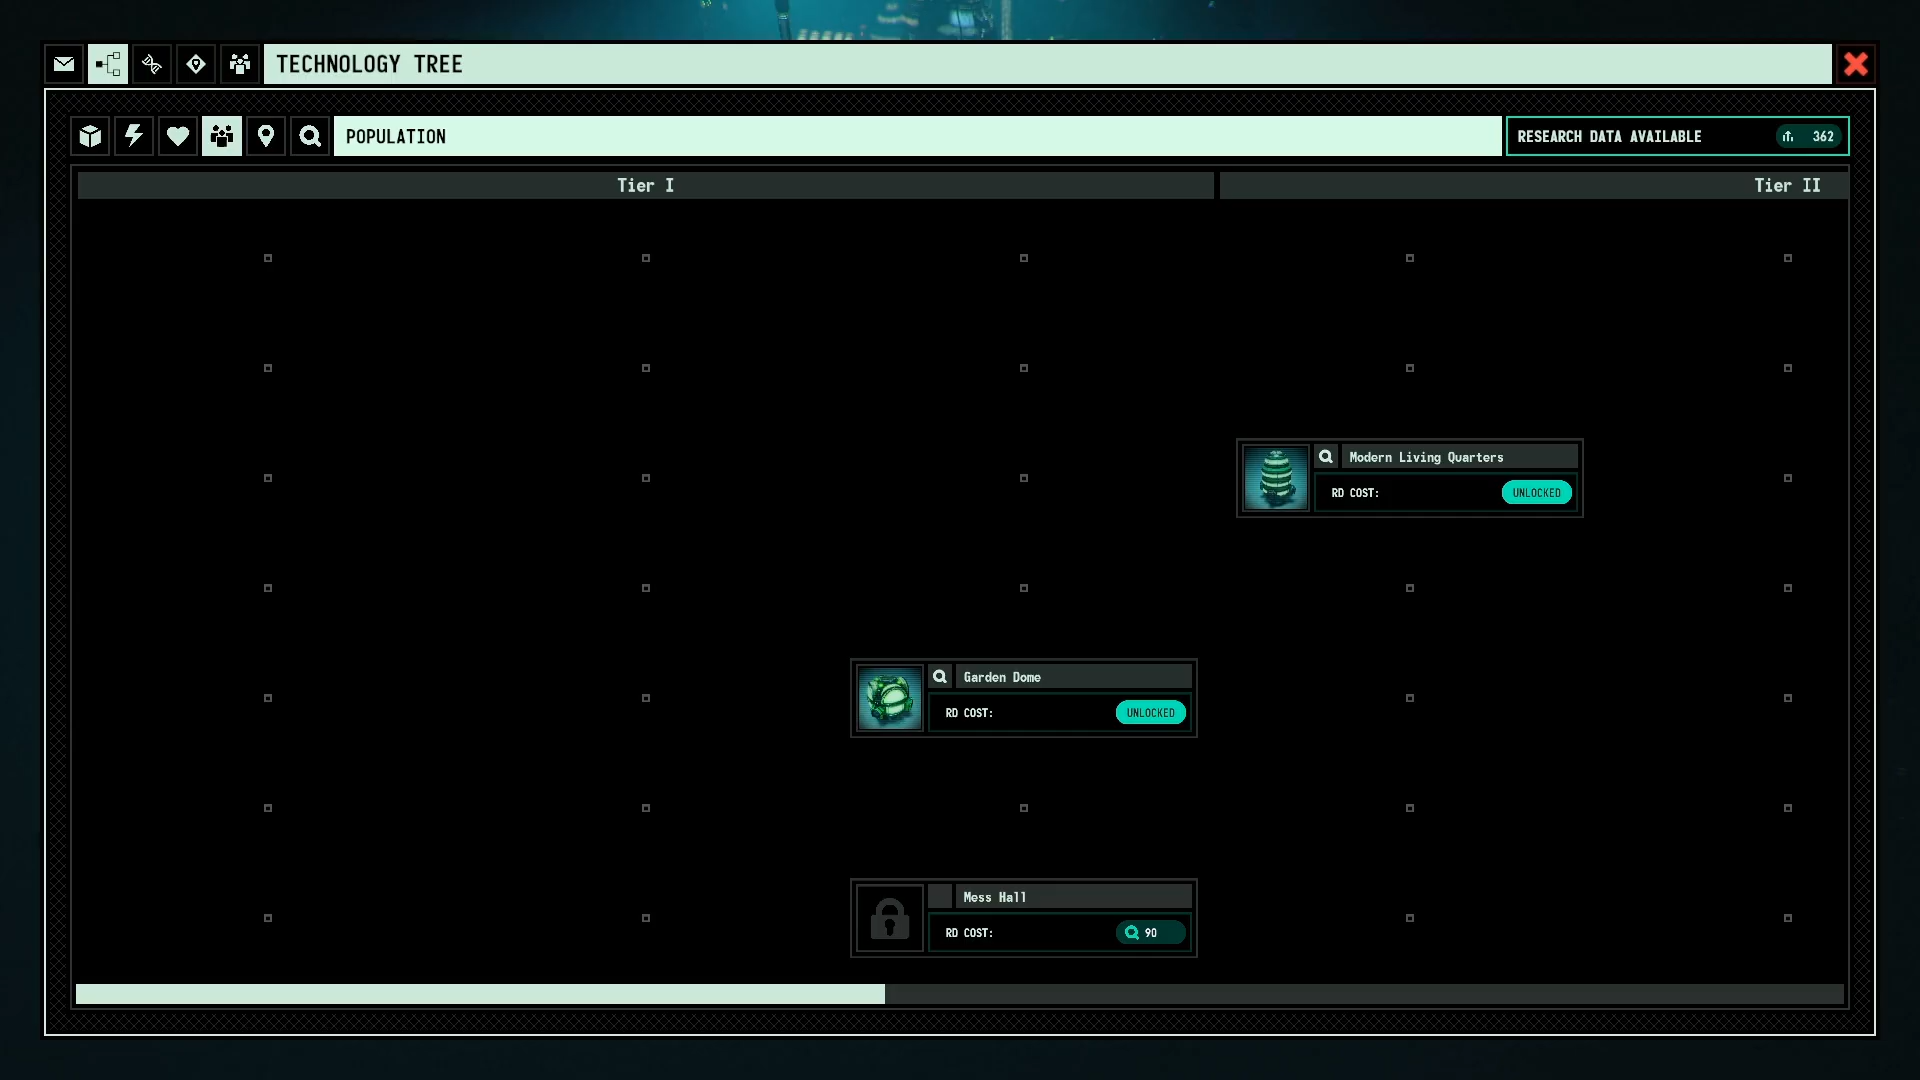 TECHNOLOGY TREE
POPULATION
RESEARCH DATA AVAILABLE 362
Tier I
Tier II
Modern Living Quarters
RD COST: UNLOCKED
Garden Dome
RD COST: UNLOCKED
Mess Hall
RD COST: 90